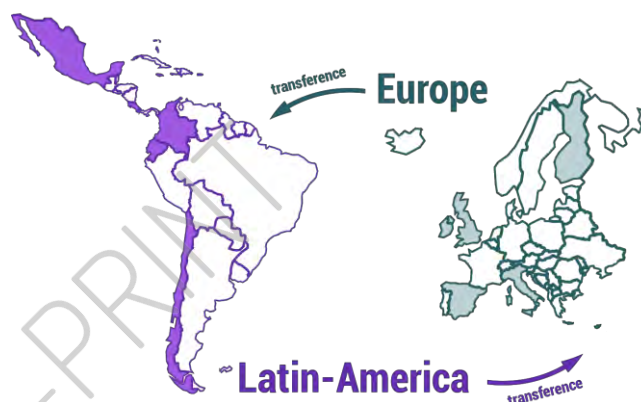 transference
Europe
-PRINT
Latin-America
transference